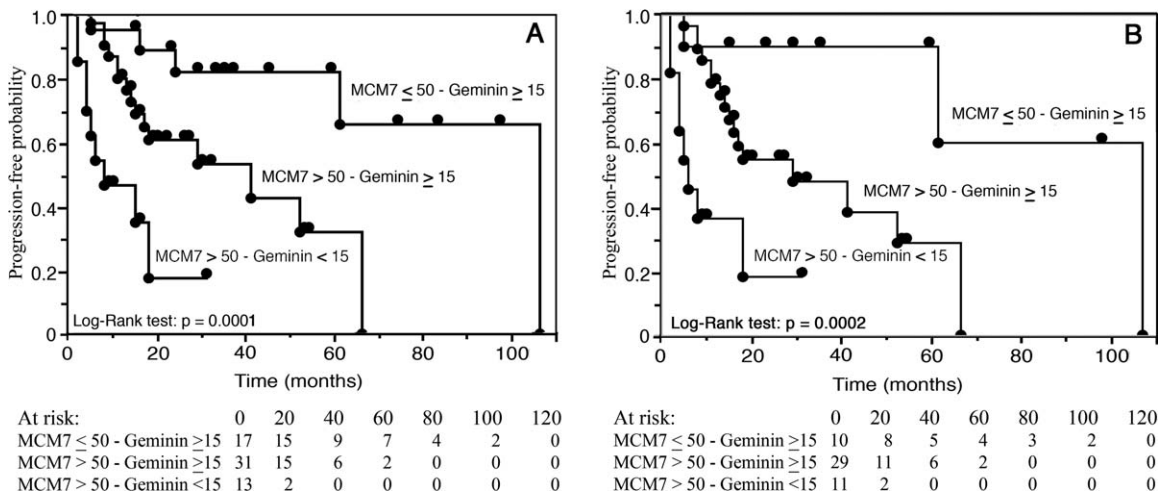 A
Progression-free probability
1.0
0.8
0.6
0.4
0.2
0
MCM7 ≤ 50 - Geminin ≥ 15
MCM7 > 50 - Geminin ≥ 15
MCM7 > 50 - Geminin < 15
Log-Rank test: p = 0.0001
0 20 40 60 80 100
Time (months)
At risk: 0 20 40 60 80 100 120
MCM7 ≤ 50 - Geminin ≥15 17 15 9 7 4 2 0
MCM7 > 50 - Geminin ≥15 31 15 6 2 0 0 0
MCM7 > 50 - Geminin <15 13 2 0 0 0 0 0
B
Progression-free probability
1.0
0.8
0.6
0.4
0.2
0
MCM7 ≤ 50 - Geminin ≥ 15
MCM7 > 50 - Geminin ≥ 15
MCM7 > 50 - Geminin < 15
Log-Rank test: p = 0.0002
0 20 40 60 80 100
Time (months)
At risk: 0 20 40 60 80 100 120
MCM7 ≤ 50 - Geminin ≥15 10 8 5 4 3 2 0
MCM7 > 50 - Geminin ≥15 29 11 6 2 0 0 0
MCM7 > 50 - Geminin <15 11 2 0 0 0 0 0